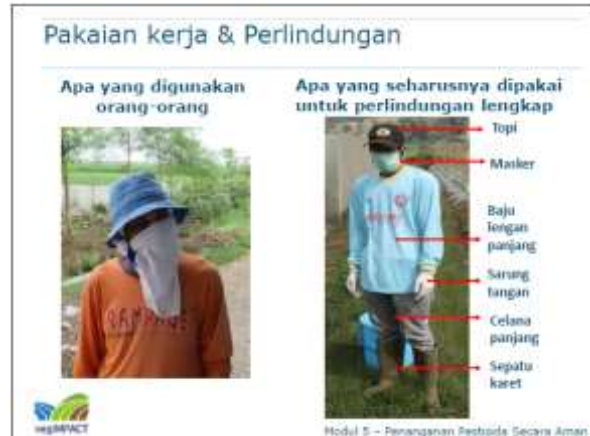 Pakaian kerja & Perlindungan
Apa yang digunakan
orang-orang
Apa yang seharusnya dipakai
untuk perlindungan lengkap
Topi
Masker
Baju
lengan
panjang
Sarung
tangan
Celana
panjang
Sepatu
karet
vegIMPACT
Modul 5 – Penanganan Pestisida Secara Aman